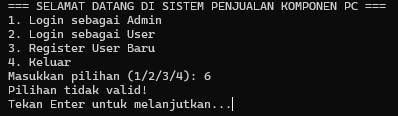 === SELAMAT DATANG DI SISTEM PENJUALAN KOMPONEN PC ===
1. Login sebagai Admin
2. Login sebagai User
3. Register User Baru
4. Keluar
Masukkan pilihan (1/2/3/4): 6
Pilihan tidak valid!
Tekan Enter untuk melanjutkan...